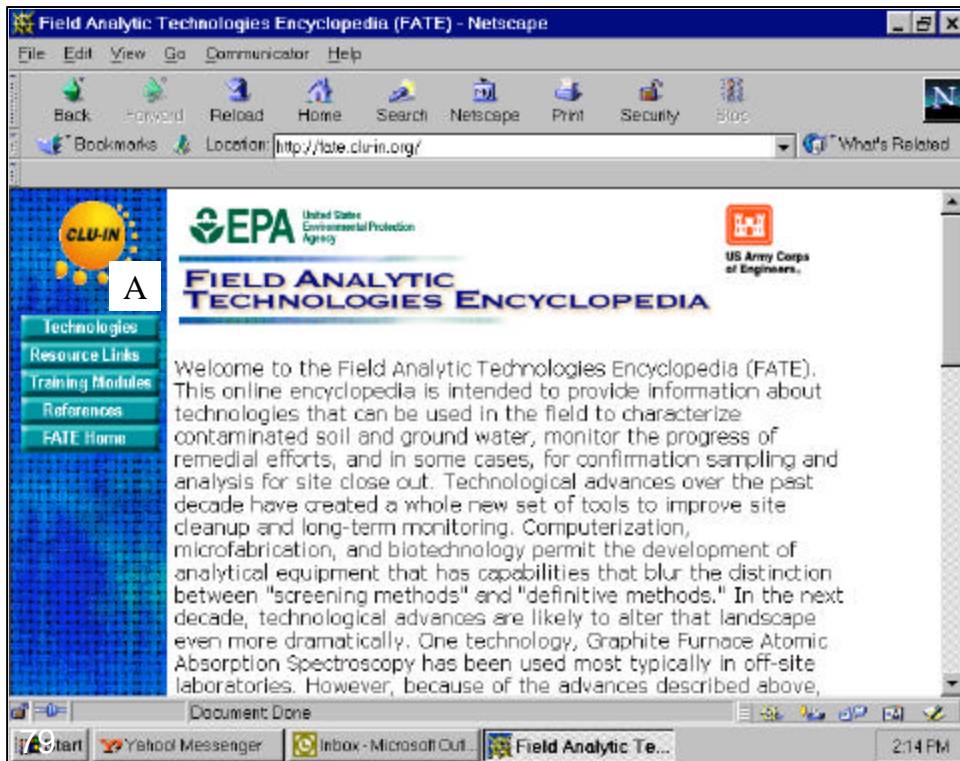 Field Analytic Technologies Encyclopedia (FATE) - Netscape
File Edit View Go Communicator Help
Back Forward Reload Home Search Netscape Print Security Stop
Bookmarks Location: http://fate.clu-in.org/ What's Related
CLU-IN
EPA United States
Environmental Protection
Agency
US Army Corps
of Engineers.
A
FIELD ANALYTIC
TECHNOLOGIES ENCYCLOPEDIA
Technologies
Resource Links
Training Modules
References
FATE Home
Welcome to the Field Analytic Technologies Encyclopedia (FATE).
This online encyclopedia is intended to provide information about
technologies that can be used in the field to characterize
contaminated soil and ground water, monitor the progress of
remedial efforts, and in some cases, for confirmation sampling and
analysis for site close out. Technological advances over the past
decade have created a whole new set of tools to improve site
cleanup and long-term monitoring. Computerization,
microfabrication, and biotechnology permit the development of
analytical equipment that has capabilities that blur the distinction
between "screening methods" and "definitive methods." In the next
decade, technological advances are likely to alter that landscape
even more dramatically. One technology, Graphite Furnace Atomic
Absorption Spectroscopy has been used most typically in off-site
laboratories. However, because of the advances described above,
Document Done
79
Start Yahoo! Messenger Inbox - Microsoft Out... Field Analytic Te... 2:14 PM